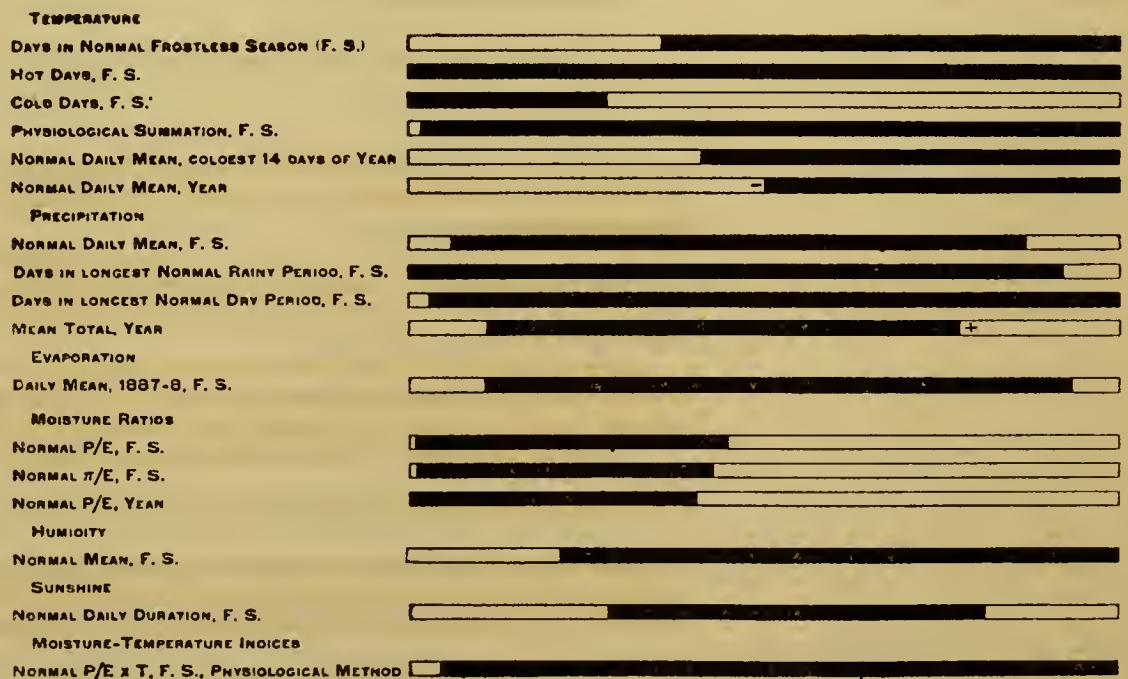 TEMPERATURE
DAYS IN NORMAL FROSTLESS SEASON (F. S.)
HOT DAYS, F. S.
COLD DAYS, F. S.
PHYSIOLOGICAL SUMMATION, F. S.
NORMAL DAILY MEAN, COLDEST 14 DAYS OF YEAR
NORMAL DAILY MEAN, YEAR
–
PRECIPITATION
NORMAL DAILY MEAN, F. S.
DAYS IN LONGEST NORMAL RAINY PERIOD, F. S.
DAYS IN LONGEST NORMAL DRY PERIOD, F. S.
MEAN TOTAL, YEAR
+
EVAPORATION
DAILY MEAN, 1887-8, F. S.
MOISTURE RATIOS
NORMAL P/E, F. S.
NORMAL π/E, F. S.
NORMAL P/E, YEAR
HUMIDITY
NORMAL MEAN, F. S.
SUNSHINE
NORMAL DAILY DURATION, F. S.
MOISTURE-TEMPERATURE INDICES
NORMAL P/E X T, F. S., PHYSIOLOGICAL METHOD